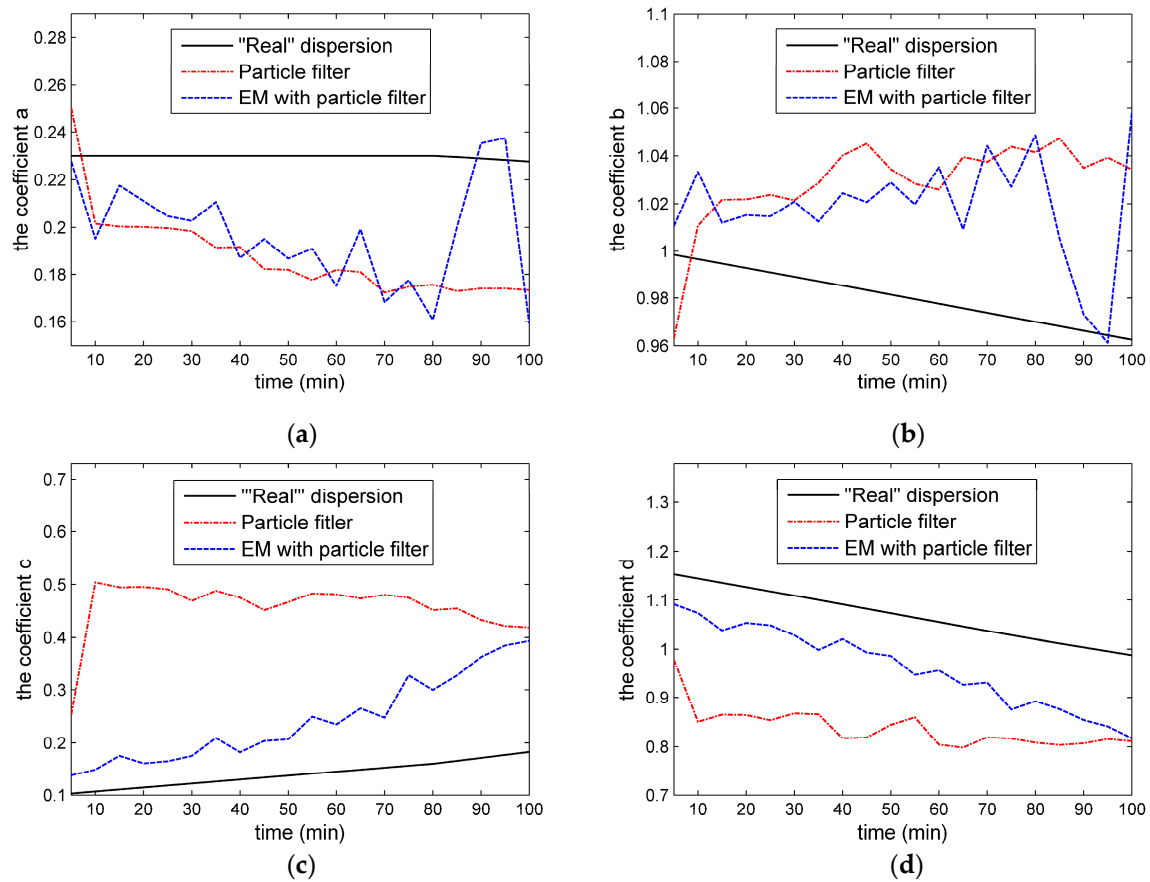 0.28
0.26
0.24
0.22
0.2
0.18
0.16
the coefficient a
"Real" dispersion
Particle filter
EM with particle filter
10 20 30 40 50 60 70 80 90 100
time (min)
(a)
1.1
1.08
1.06
1.04
1.02
1
0.98
0.96
the coefficient b
"Real" dispersion
Particle filter
EM with particle filter
10 20 30 40 50 60 70 80 90 100
time (min)
(b)
0.7
0.6
0.5
0.4
0.3
0.2
0.1
the coefficient c
'"Real"' dispersion
Particle fitler
EM with particle filter
10 20 30 40 50 60 70 80 90 100
time (min)
(c)
1.3
1.2
1.1
1
0.9
0.8
0.7
the coefficient d
"Real" dispersion
Particle filter
EM with particle filter
10 20 30 40 50 60 70 80 90 100
time (min)
(d)